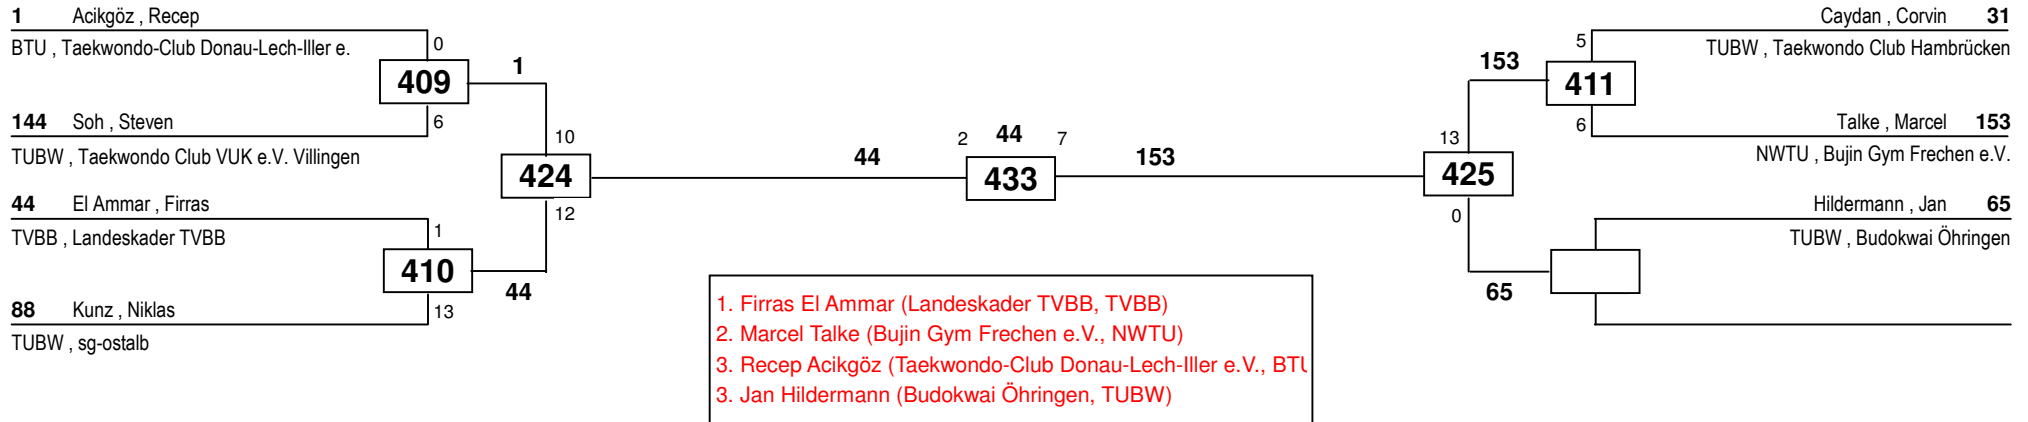 1 Acikgöz , Recep
BTU , Taekwondo-Club Donau-Lech-Iller e.
0
409
1
6
144 Soh , Steven
TUBW , Taekwondo Club VUK e.V. Villingen
10
424
12
44 El Ammar , Firras
TVBB , Landeskader TVBB
1
410
44
13
88 Kunz , Niklas
TUBW , sg-ostalb
44
2 44 7
433
153
Caydan , Corvin 31
TUBW , Taekwondo Club Hambrücken
5
153
411
6
Talke , Marcel 153
NWTU , Bujin Gym Frechen e.V.
13
425
0
Hildermann , Jan 65
TUBW , Budokwai Öhringen
65
1. Firras El Ammar (Landeskader TVBB, TVBB)
2. Marcel Talke (Bujin Gym Frechen e.V., NWTU)
3. Recep Acikgöz (Taekwondo-Club Donau-Lech-Iller e.V., BTU
3. Jan Hildermann (Budokwai Öhringen, TUBW)